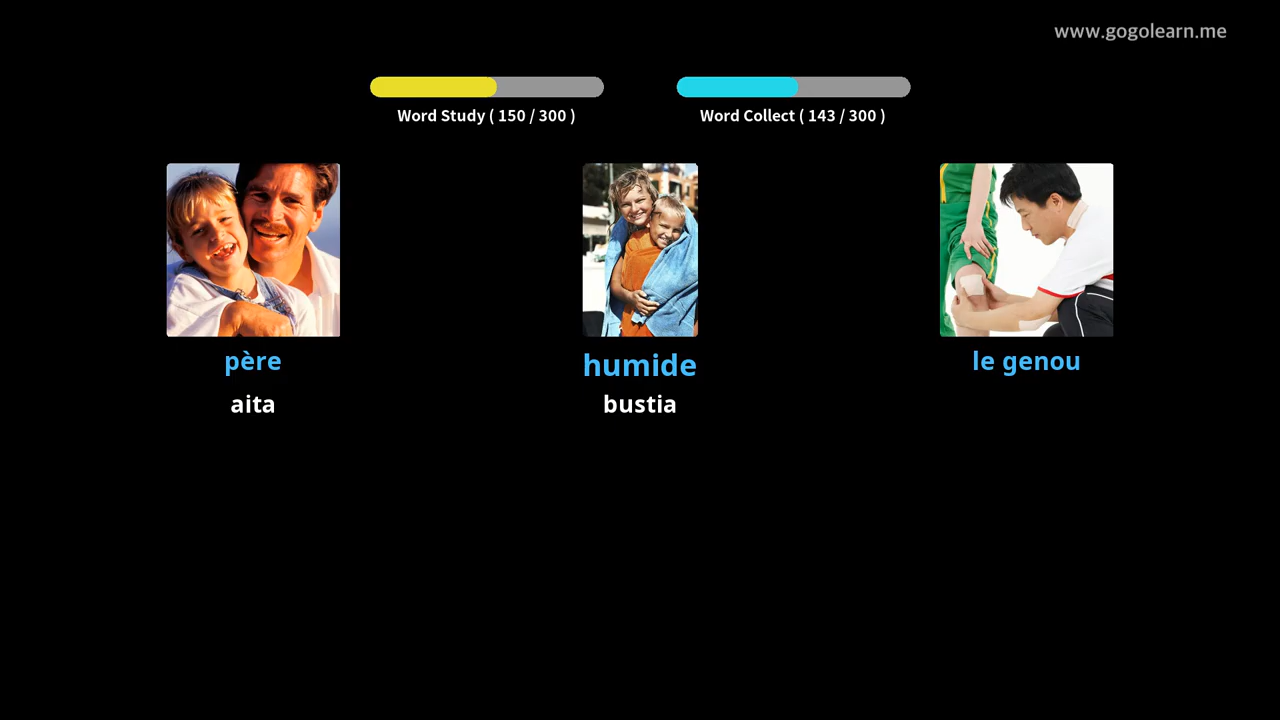 www.gogolearn.me
Word Study ( 150 / 300 )
Word Collect ( 143 / 300 )
père
humide
le genou
aita
bustia